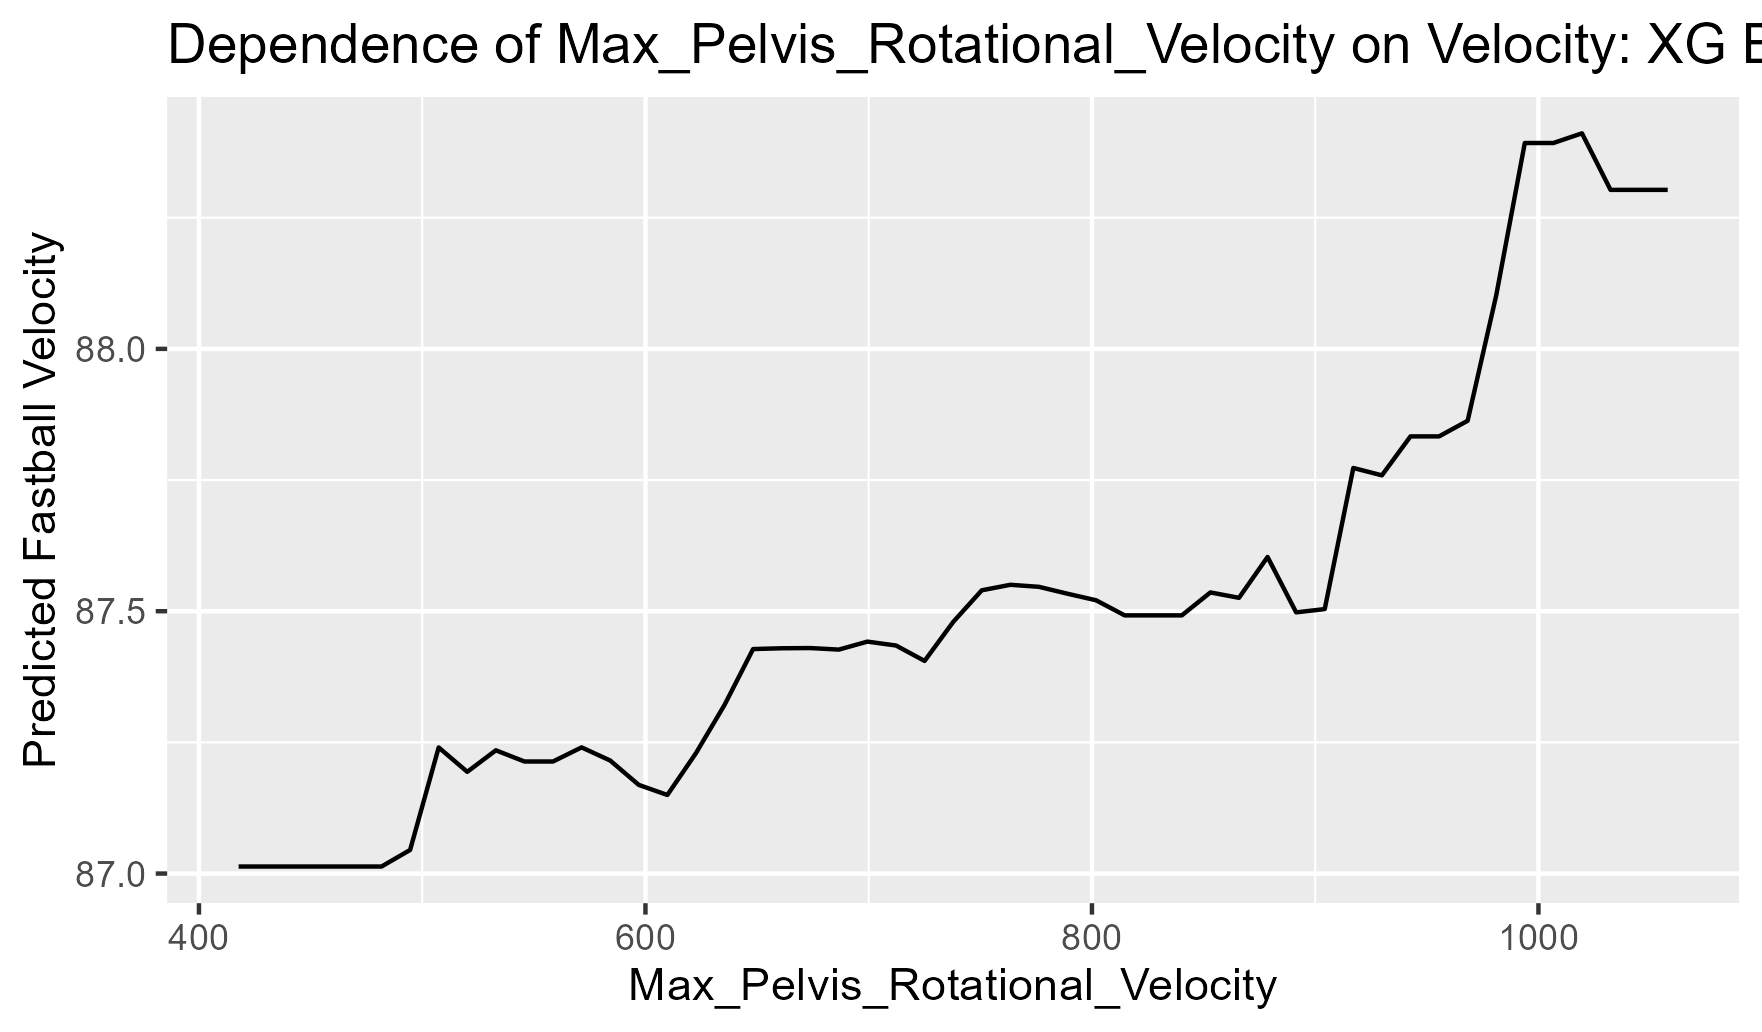 Dependence of Max_Pelvis_Rotational_Velocity on Velocity: XG
Predicted Fastball Velocity
88.0
87.5
87.0
400 600 800 1000
Max_Pelvis_Rotational_Velocity